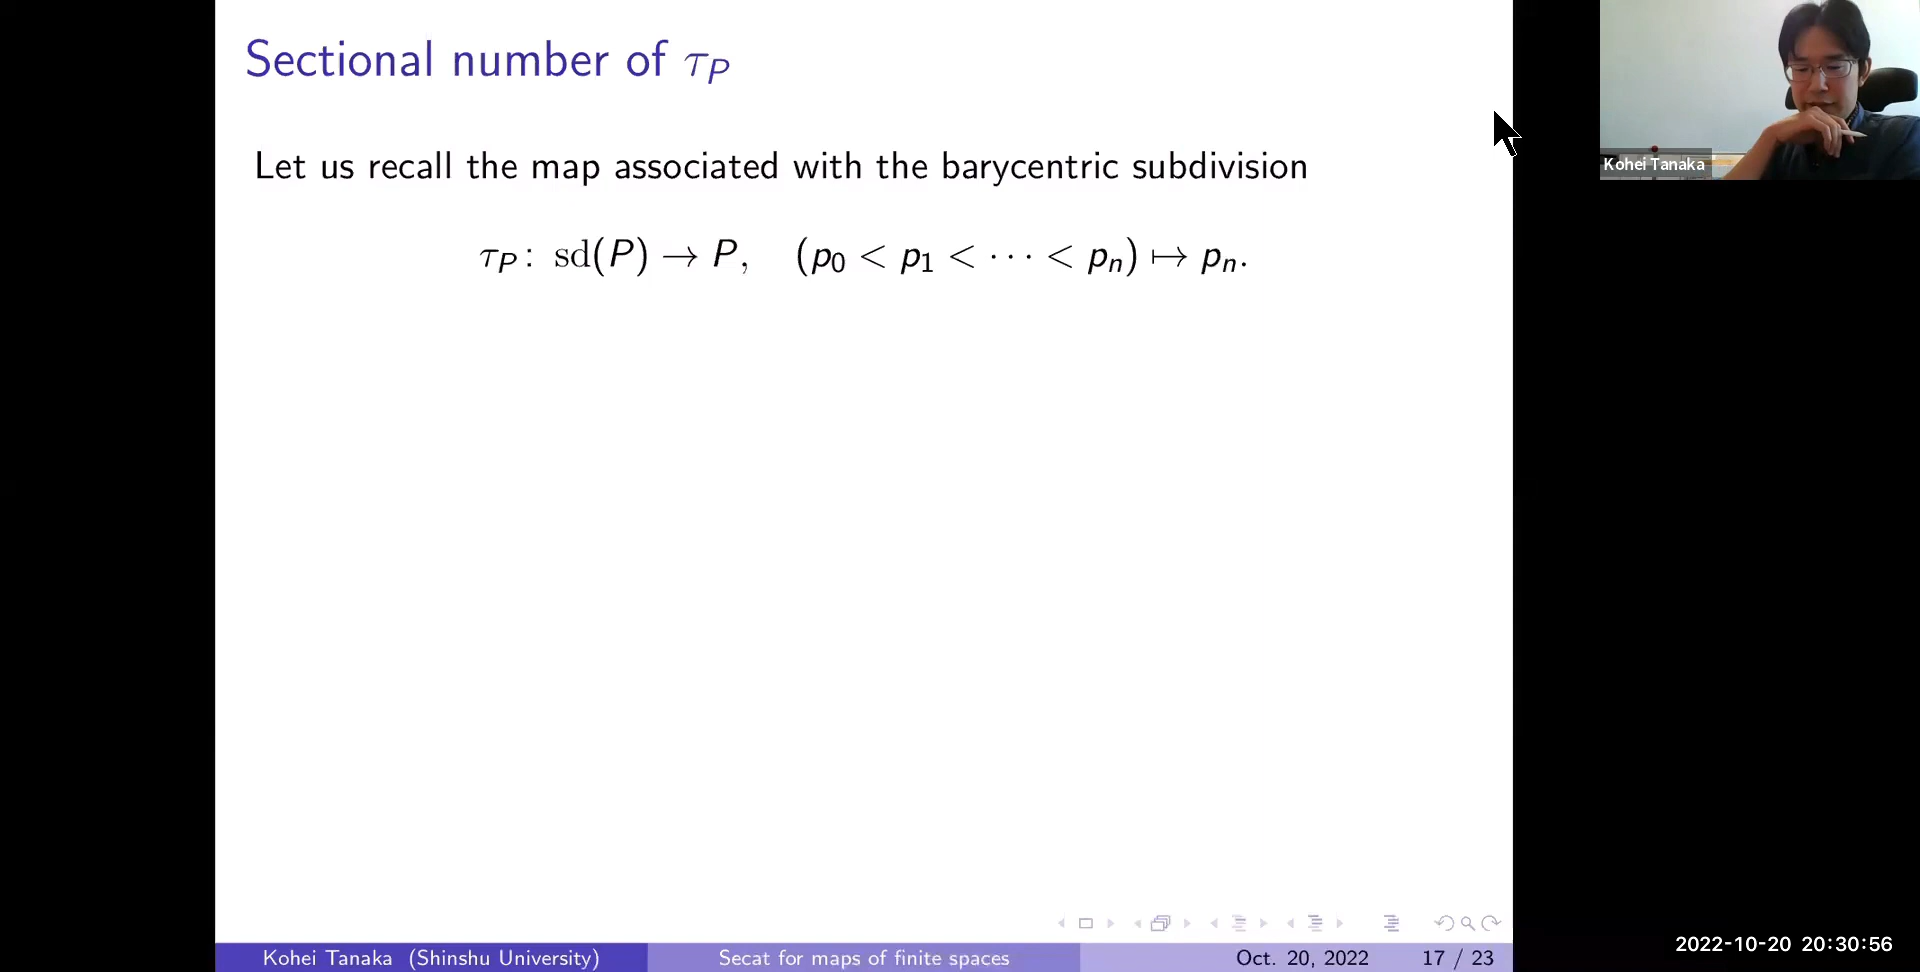 Sectional number of τ_P
Let us recall the map associated with the barycentric subdivision
τ_P : sd(P) → P, (p_0 < p_1 < ⋯ < p_n) ↦ p_n.
Kohei Tanaka (Shinshu University) Secat for maps of finite spaces Oct. 20, 2022 17 / 23
Kohei Tanaka
2022-10-20 20:30:56